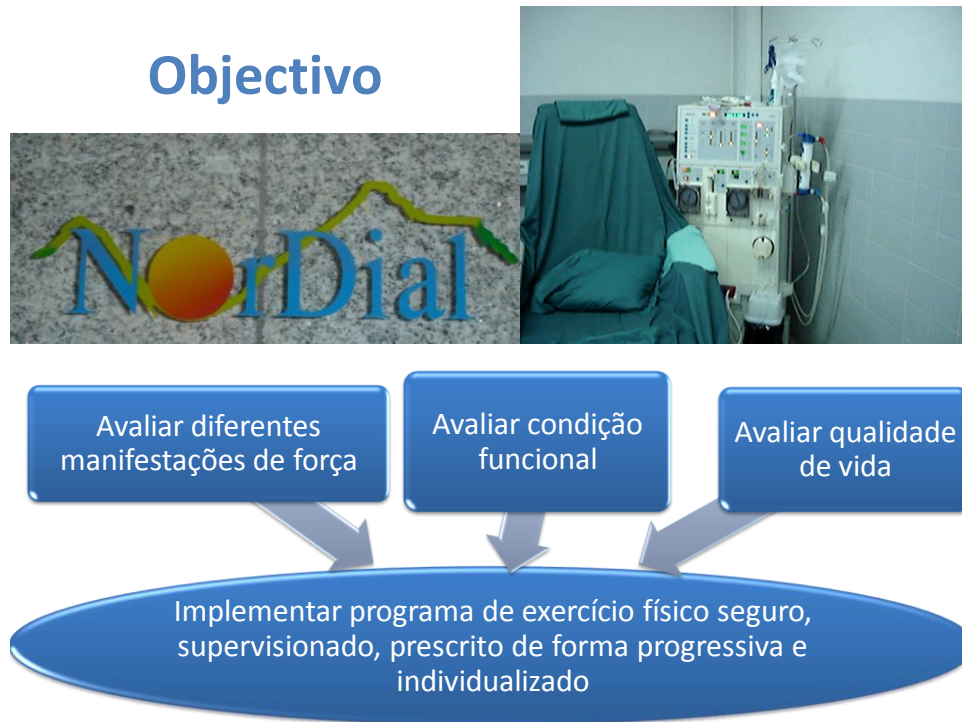 Objectivo
NorDial
Avaliar diferentes
manifestações de força
Avaliar condição
funcional
Avaliar qualidade
de vida
Implementar programa de exercício físico seguro,
supervisionado, prescrito de forma progressiva e
individualizado